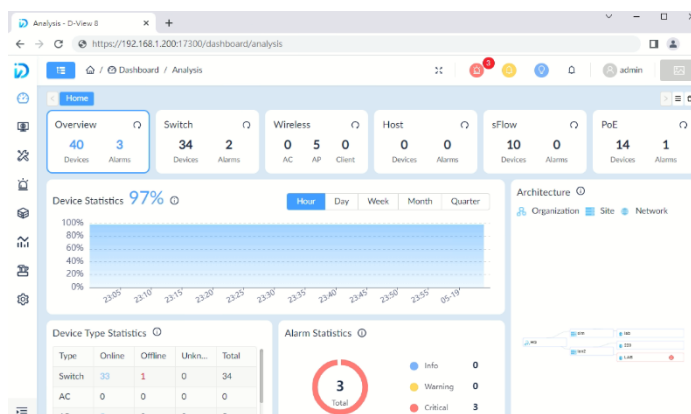 Analysis - D-View 8
https://192.168.1.200:17300/dashboard/analysis
/ Dashboard / Analysis
3
admin
Home
Overview Switch Wireless Host sFlow PoE
40 3 34 2 0 5 0 0 0 10 0 14 1
Devices Alarms Devices Alarms AC AP Client Devices Alarms Devices Alarms Devices Alarms
Device Statistics 97%
Hour Day Week Month Quarter
Architecture
Organization Site Network
100%
80%
60%
40%
20%
0%
23:05' 23:10' 23:15' 23:20' 23:25' 23:30' 23:35' 23:40' 23:45' 23:50' 23:55' 05-19'
Device Type Statistics
Type Online Offline Unkn... Total
Switch 33 1 0 34
AC 0 0 0 0
Alarm Statistics
3
Total
Info 0
Warning 0
Critical 3